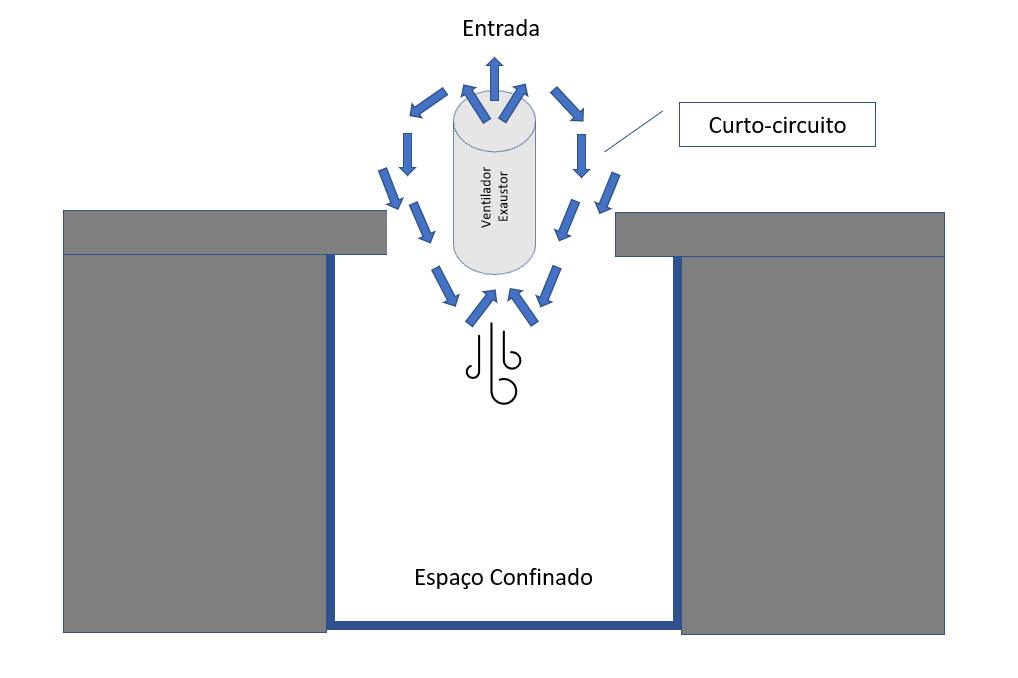 Entrada
Curto-circuito
Ventilador
Exaustor
Espaço Confinado